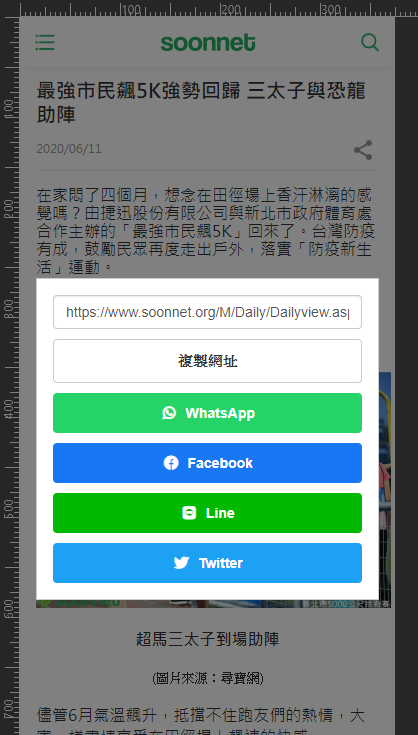 100
200
300
soonnet
最強市民飆5K強勢回歸 三太子與恐龍
助陣
2020/06/11
在家悶了四個月，想念在田徑場上香汗淋漓的感
覺嗎？由捷迅股份有限公司與新北市政府體育處
合作主辦的「最強市民飆5K」回來了。台灣防疫
有成，鼓勵民眾再度走出戶外，落實「防疫新生
活」運動。
https://www.soonnet.org/M/Daily/Dailyview.asp
複製網址
WhatsApp
Facebook
Line
Twitter
超馬三太子到場助陣
(圖片來源：尋寶網)
儘管6月氣溫飆升，抵擋不住跑友們的熱情，大
100
200
300
400
500
600
700